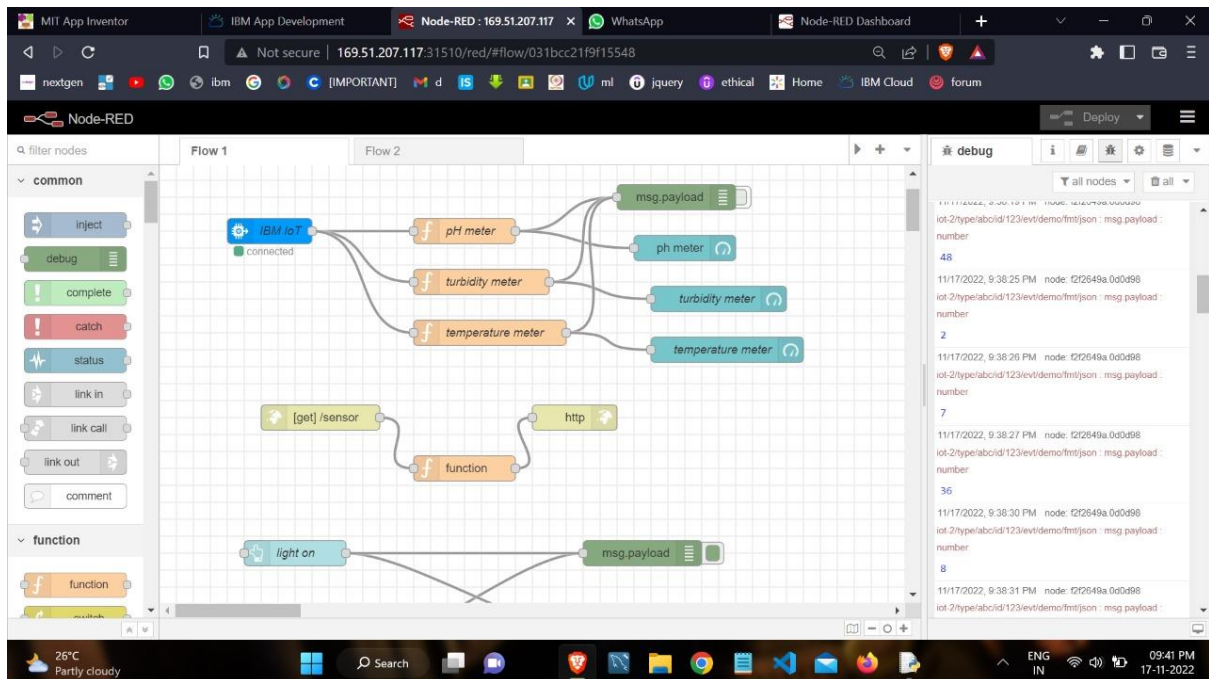 MIT App Inventor
IBM App Development
Node-RED : 169.51.207.117
WhatsApp
Node-RED Dashboard
Not secure | 169.51.207.117:31510/red/#flow/031bcc21f9f15548
nextgen
ibm
[IMPORTANT]
d
ml
jquery
ethical
Home
IBM Cloud
forum
Node-RED
Deploy
filter nodes
Flow 1
Flow 2
debug
all nodes
all
common
inject
debug
complete
catch
status
link in
link call
link out
comment
function
function
IBM IoT
connected
pH meter
turbidity meter
temperature meter
msg.payload
ph meter
turbidity meter
temperature meter
[get] /sensor
http
function
light on
msg.payload
iot-2/type/abc/id/123/evt/demo/fmt/json : msg.payload :
number
48
11/17/2022, 9:38:25 PM node: f2f2649a.0d0d98
iot-2/type/abc/id/123/evt/demo/fmt/json : msg.payload :
number
2
11/17/2022, 9:38:26 PM node: f2f2649a.0d0d98
iot-2/type/abc/id/123/evt/demo/fmt/json : msg.payload :
number
7
11/17/2022, 9:38:27 PM node: f2f2649a.0d0d98
iot-2/type/abc/id/123/evt/demo/fmt/json : msg.payload :
number
36
11/17/2022, 9:38:30 PM node: f2f2649a.0d0d98
iot-2/type/abc/id/123/evt/demo/fmt/json : msg.payload :
number
8
11/17/2022, 9:38:31 PM node: f2f2649a.0d0d98
iot-2/type/abc/id/123/evt/demo/fmt/json : msg.payload :
26°C
Partly cloudy
Search
ENG
IN
09:41 PM
17-11-2022